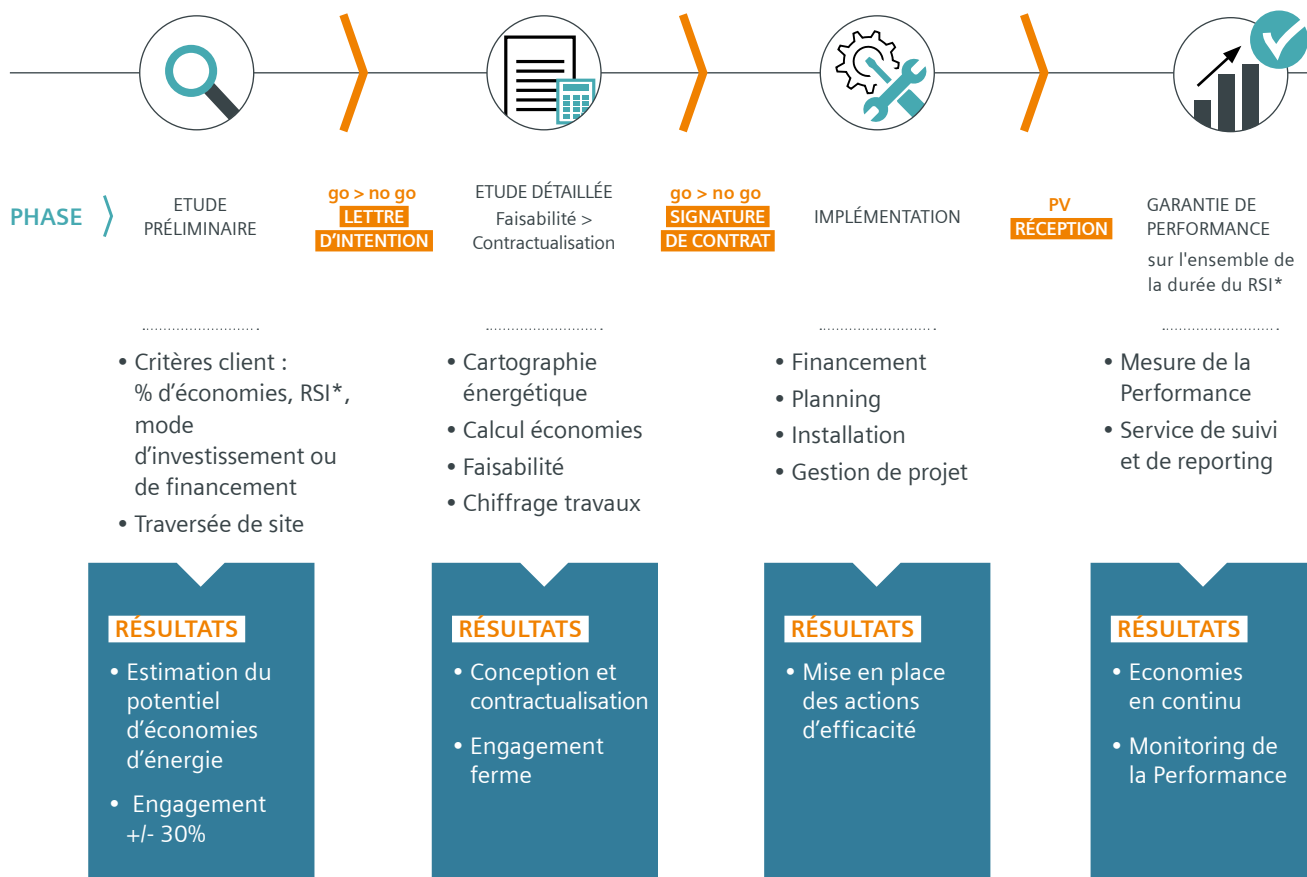 PHASE
ETUDE
PRÉLIMINAIRE
go > no go
LETTRE
D'INTENTION
ETUDE DÉTAILLÉE
Faisabilité >
Contractualisation
go > no go
SIGNATURE
DE CONTRAT
IMPLÉMENTATION
PV
RÉCEPTION
GARANTIE DE
PERFORMANCE
sur l'ensemble de
la durée du RSI*
• Critères client :
% d'économies, RSI*,
mode
d'investissement ou
de financement
• Traversée de site
• Cartographie
énergétique
• Calcul économies
• Faisabilité
• Chiffrage travaux
• Financement
• Planning
• Installation
• Gestion de projet
• Mesure de la
Performance
• Service de suivi
et de reporting
RÉSULTATS
• Estimation du
potentiel
d'économies
d'énergie
• Engagement
+/- 30%
RÉSULTATS
• Conception et
contractualisation
• Engagement
ferme
RÉSULTATS
• Mise en place
des actions
d'efficacité
RÉSULTATS
• Economies
en continu
• Monitoring de
la Performance